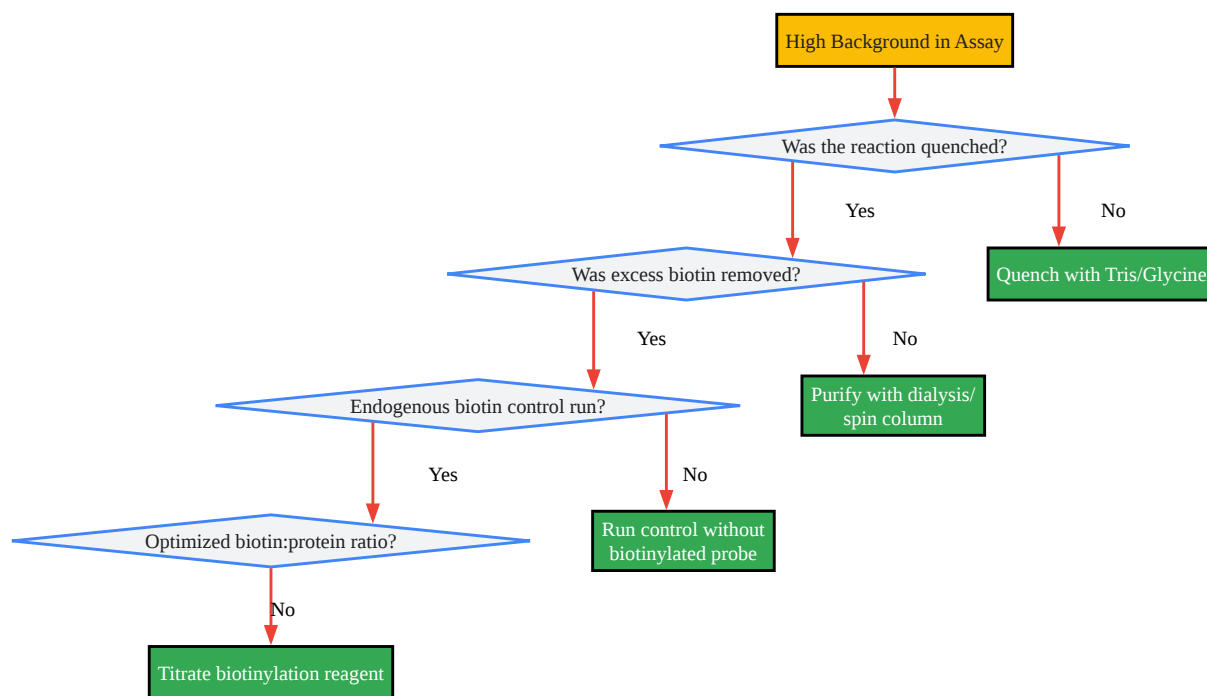 High Background in Assay
Was the reaction quenched?
Yes
No
Was excess biotin removed?
Quench with Tris/Glycine
Yes
No
Endogenous biotin control run?
Purify with dialysis/
spin column
Yes
No
Optimized biotin:protein ratio?
Run control without
biotinylated probe
No
Titrate biotinylation reagent